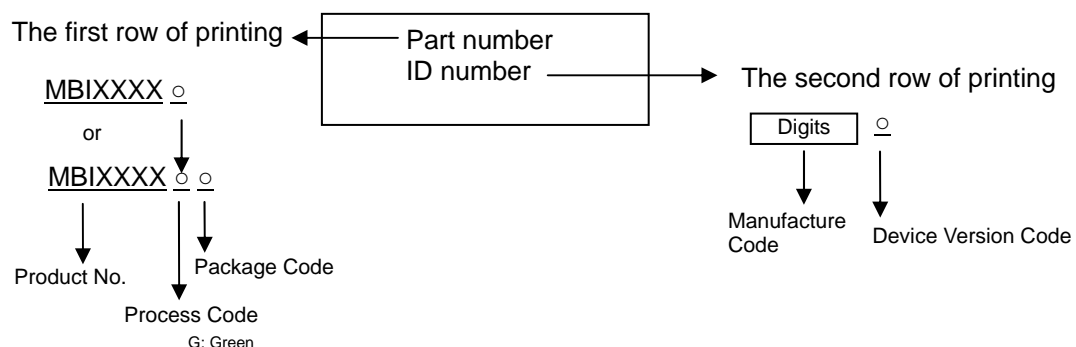 The first row of printing
Part number
ID number
The second row of printing
MBIXXXX ○
or
MBIXXXX ○ ○
Product No.
Package Code
Process Code
G: Green
Digits ○
Manufacture
Code
Device Version Code